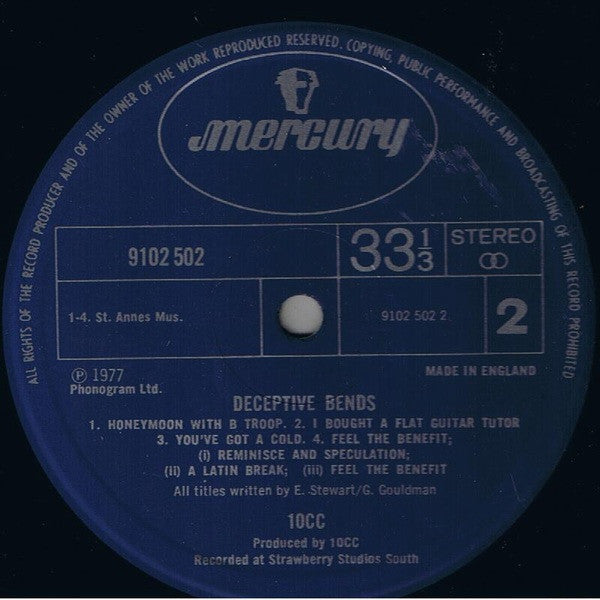 ALL RIGHTS OF THE RECORD PRODUCER AND OF THE OWNER OF THE WORK REPRODUCED RESERVED. COPYING, PUBLIC PERFORMANCE AND BROADCASTING OF THIS RECORD PROHIBITED
mercury
9102 502
33 1/3
STEREO
1-4. St. Annes Mus.
9102 502 2.
2
Ⓟ 1977
Phonogram Ltd.
MADE IN ENGLAND
DECEPTIVE BENDS
1. HONEYMOON WITH B TROOP. 2. I BOUGHT A FLAT GUITAR TUTOR
3. YOU'VE GOT A COLD. 4. FEEL THE BENEFIT;
(i) REMINISCE AND SPECULATION;
(ii) A LATIN BREAK; (iii) FEEL THE BENEFIT
All titles written by E. Stewart/G. Gouldman
10CC
Produced by 10CC
Recorded at Strawberry Studios South